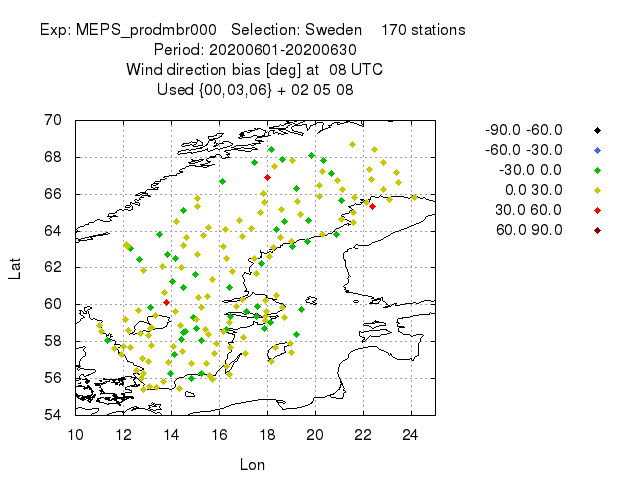 Exp: MEPS_prodmbr000   Selection: Sweden    170 stations
Period: 20200601-20200630
Wind direction bias [deg] at  08 UTC
Used {00,03,06} + 02 05 08
-90.0 -60.0
-60.0 -30.0
-30.0 0.0
0.0 30.0
30.0 60.0
60.0 90.0
70
68
66
64
62
60
58
56
54
Lat
10 12 14 16 18 20 22 24
Lon